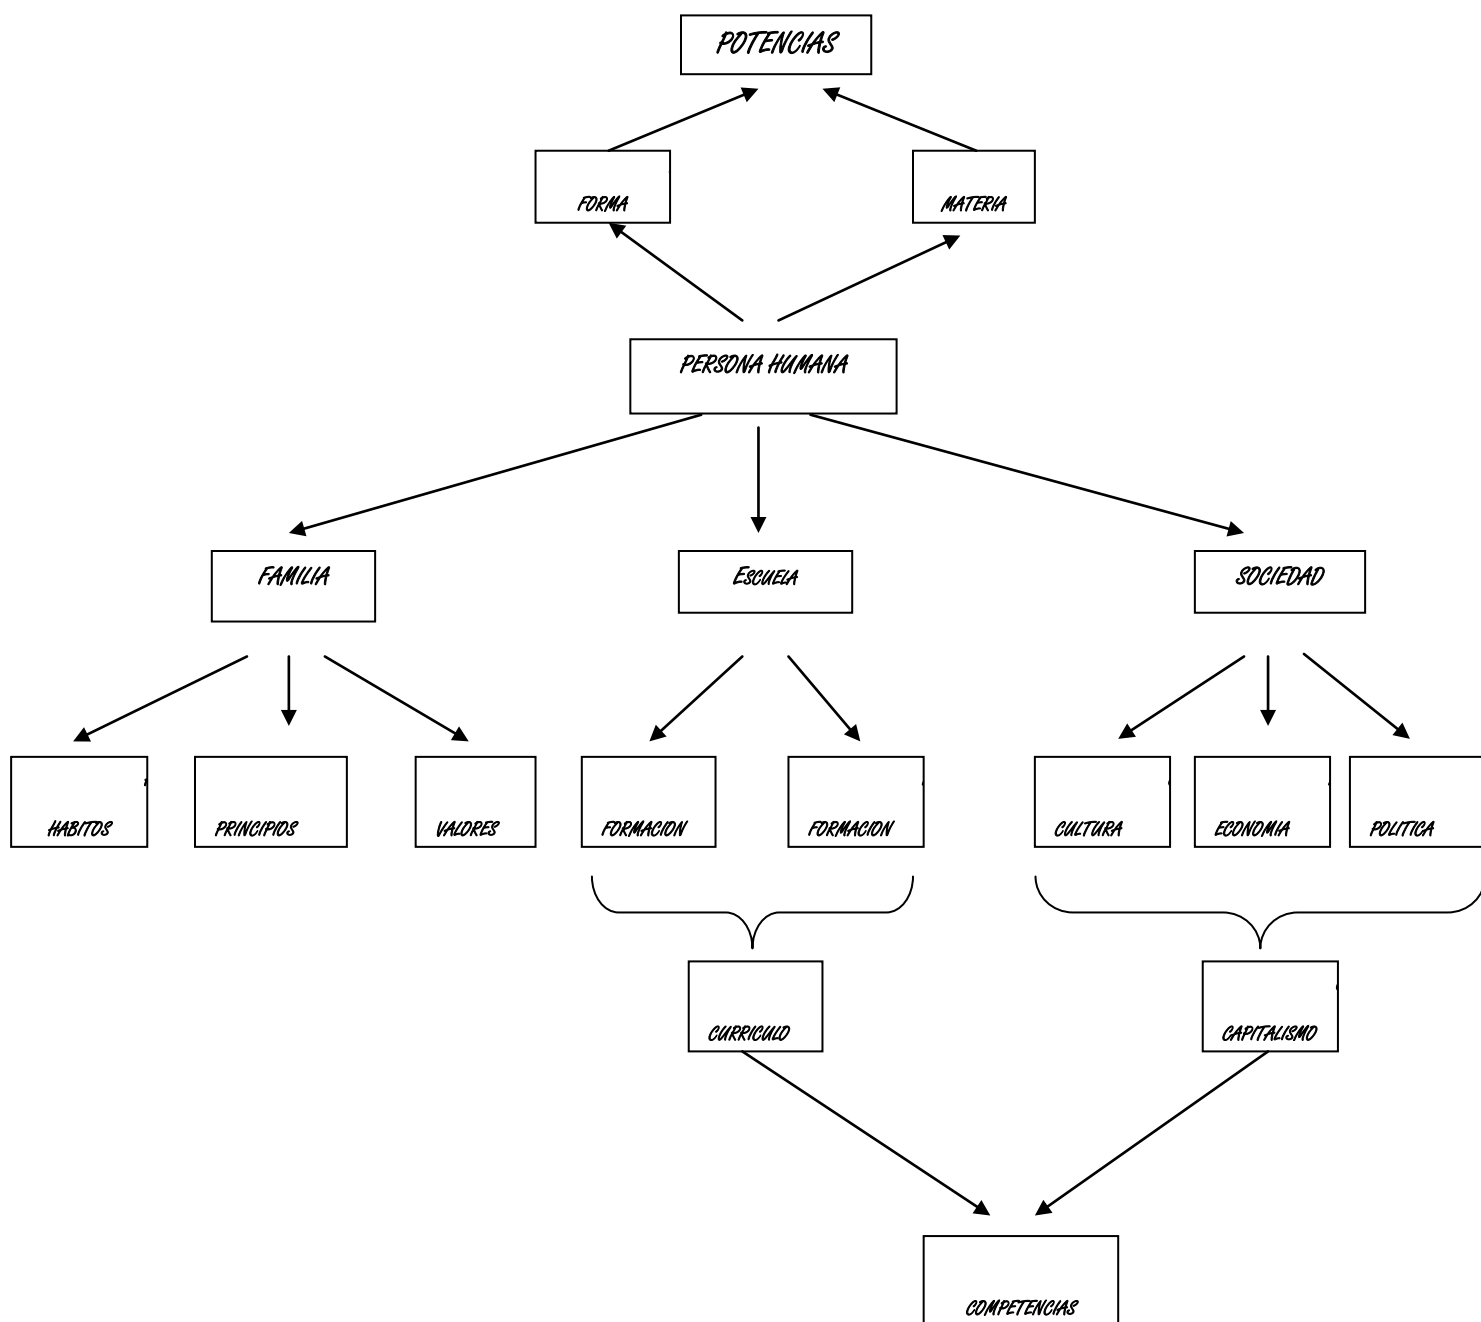 POTENCIAS
FORMA
MATERIA
PERSONA HUMANA
FAMILIA
ESCUELA
SOCIEDAD
HABITOS
PRINCIPIOS
VALORES
FORMACION
FORMACION
CULTURA
ECONOMIA
POLITICA
CURRICULO
CAPITALISMO
COMPETENCIAS